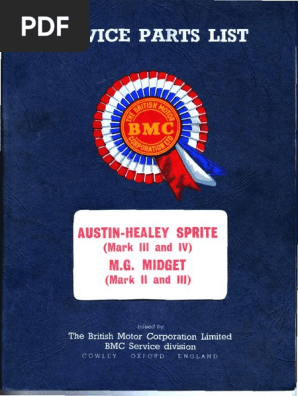 PDF
VICE PARTS LIST
THE BRITISH MOTOR
BMC
CORPORATION LTD
AUSTIN-HEALEY SPRITE
(Mark III and IV)
M.G. MIDGET
(Mark II and III)
Issued by
The British Motor Corporation Limited
BMC Service division
COWLEY OXFORD ENGLAND